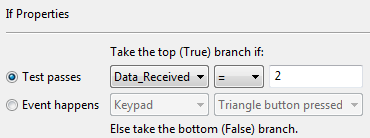 If Properties
Take the top (True) branch if:
Test passes Data_Received = 2
Event happens Keypad Triangle button pressed
Else take the bottom (False) branch.